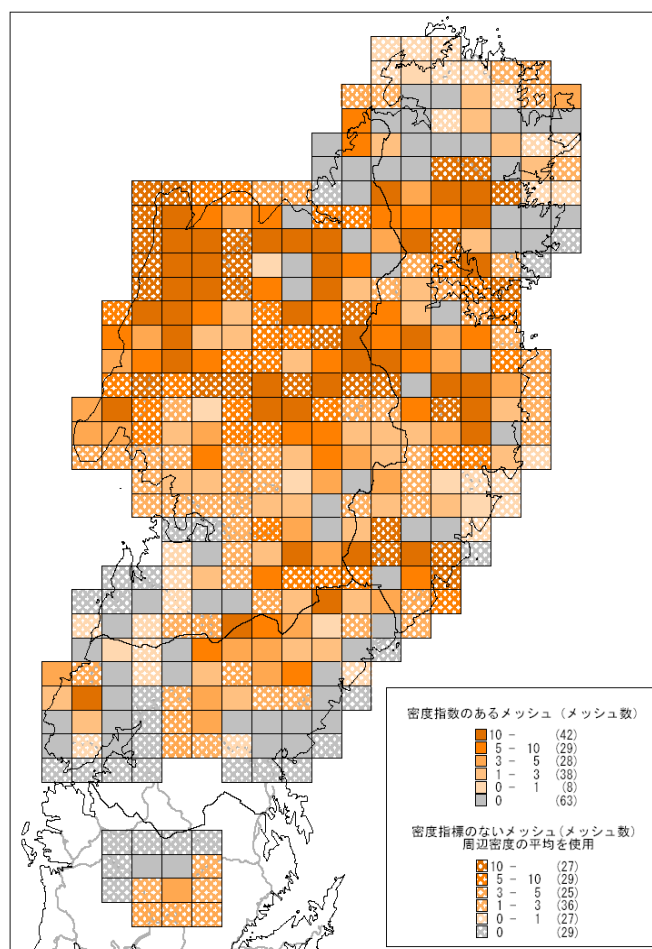 密度指数のあるメッシュ（メッシュ数）
10 － (42)
5 － 10 (29)
3 － 5 (28)
1 － 3 (38)
0 － 1 (8)
0 (63)
密度指標のないメッシュ(メッシュ数)
周辺密度の平均を使用
10 － (27)
5 － 10 (29)
3 － 5 (25)
1 － 3 (36)
0 － 1 (27)
0 (29)